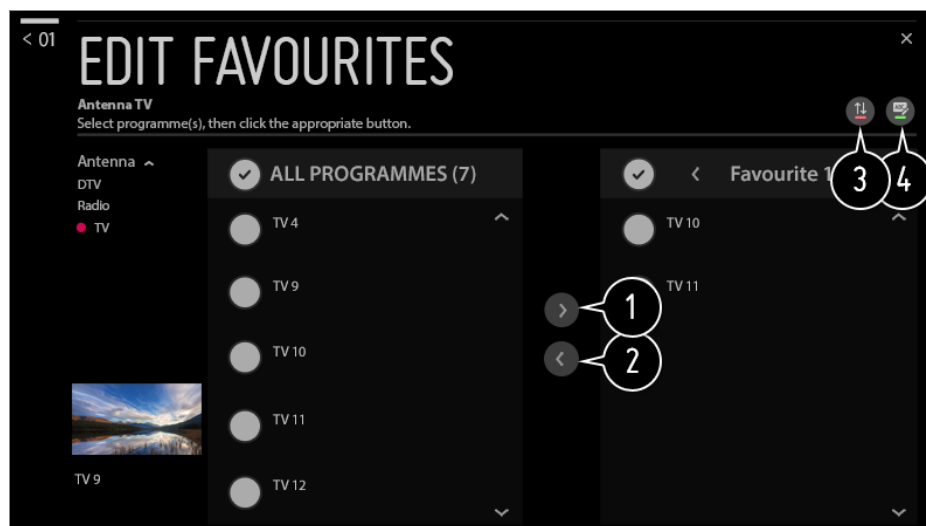 < 01
EDIT FAVOURITES
Antenna TV
Select programme(s), then click the appropriate button.
Antenna
DTV
Radio
TV
TV 9
ALL PROGRAMMES (7)
TV 4
TV 9
TV 10
TV 11
TV 12
Favourite 1
TV 10
TV 11
1
2
3
4